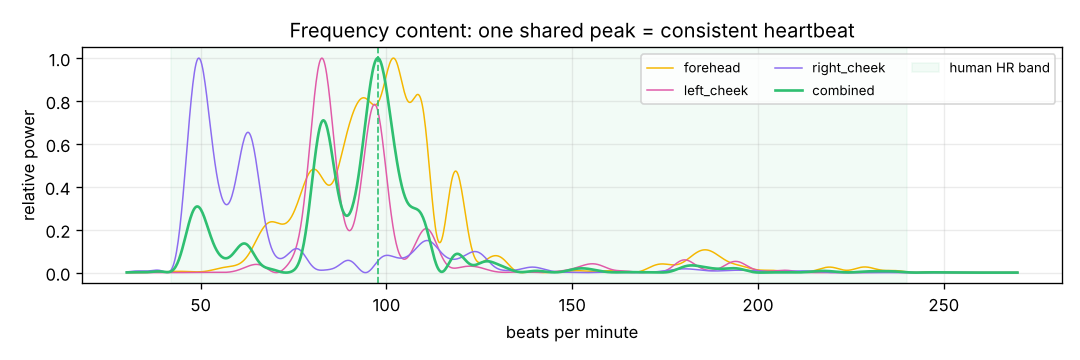 Frequency content: one shared peak = consistent heartbeat
forehead
left_cheek
right_cheek
combined
human HR band
relative power
1.0
0.8
0.6
0.4
0.2
0.0
50
100
150
200
250
beats per minute